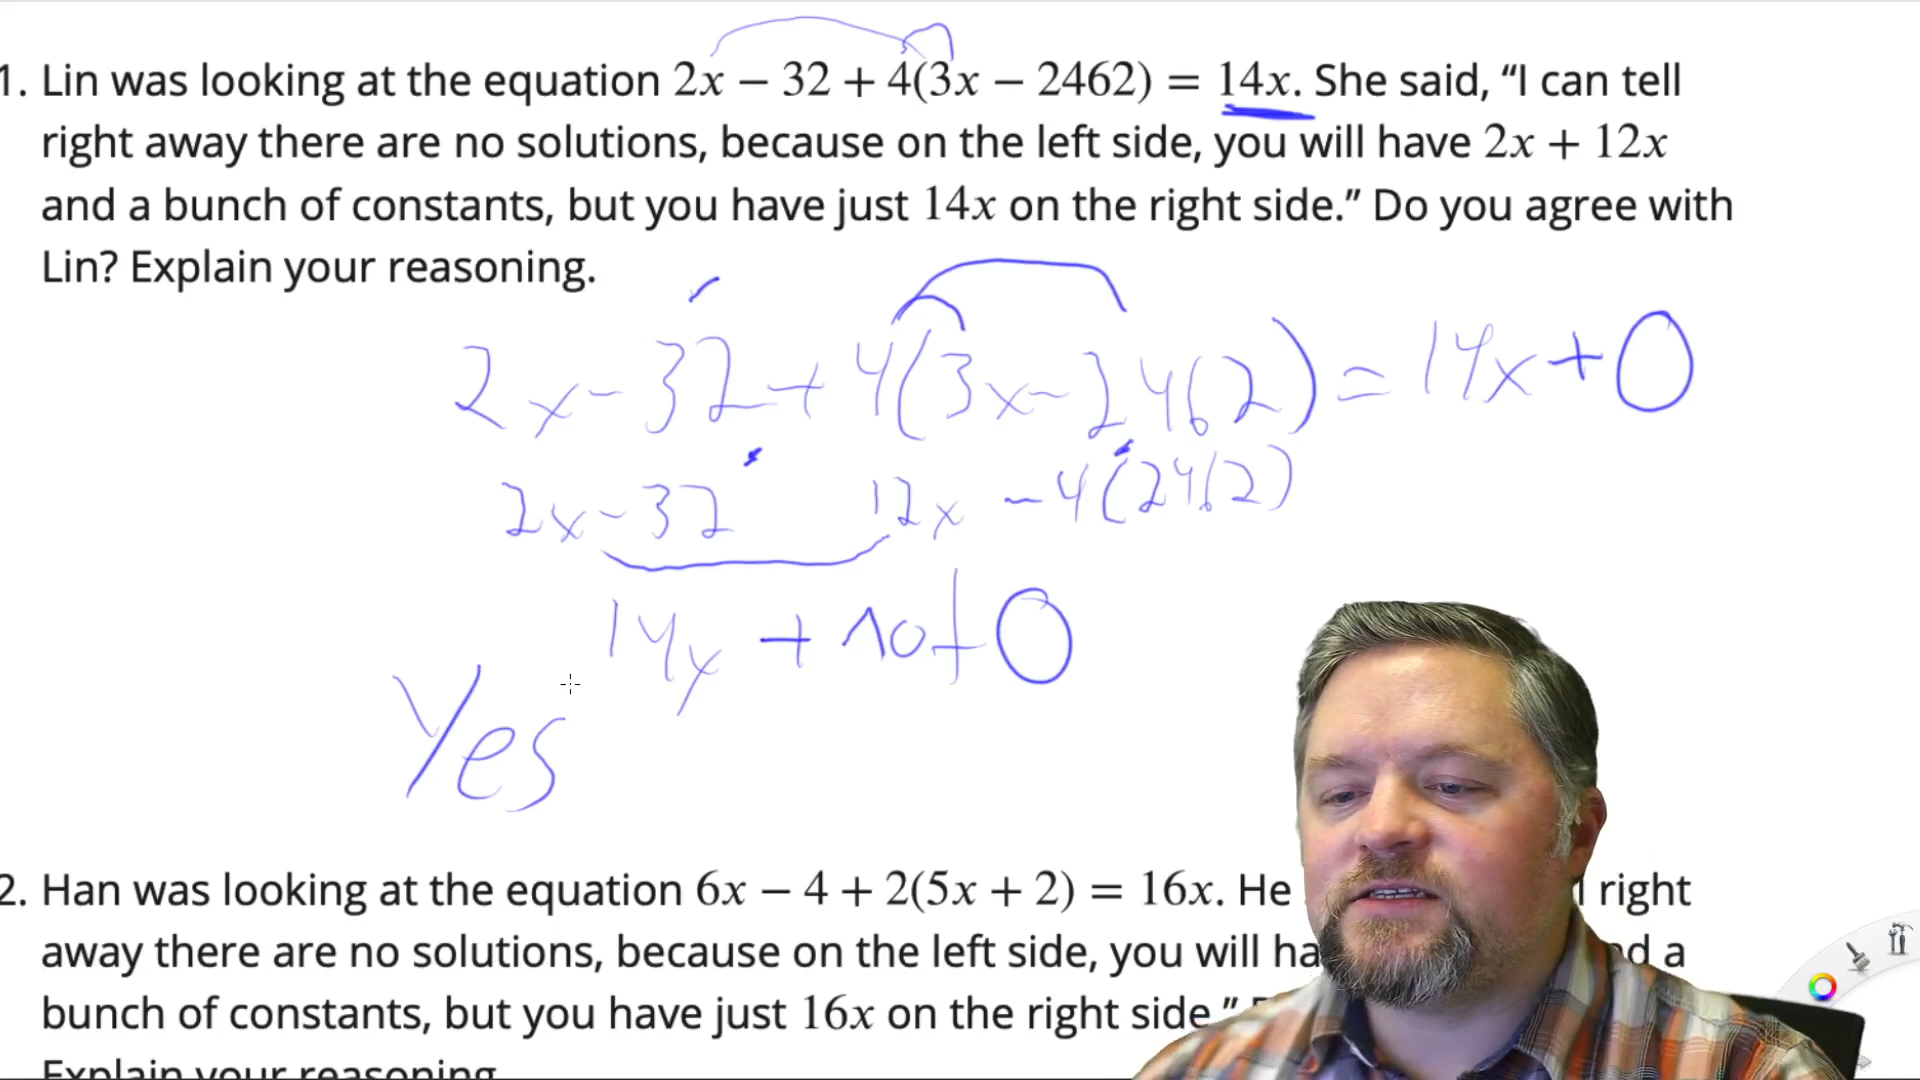 1. Lin was looking at the equation 2x − 32 + 4(3x − 2462) = 14x. She said, “I can tell
right away there are no solutions, because on the left side, you will have 2x + 12x
and a bunch of constants, but you have just 14x on the right side.” Do you agree with
Lin? Explain your reasoning.
2x − 32 + 4(3x − 2462) = 14x + 0
2x − 32 12x − 4(2462)
14x + not 0
Yes
2. Han was looking at the equation 6x − 4 + 2(5x + 2) = 16x. He right
away there are no solutions, because on the left side, you will a
bunch of constants, but you have just 16x on the right side.”
Explain your reasoning.